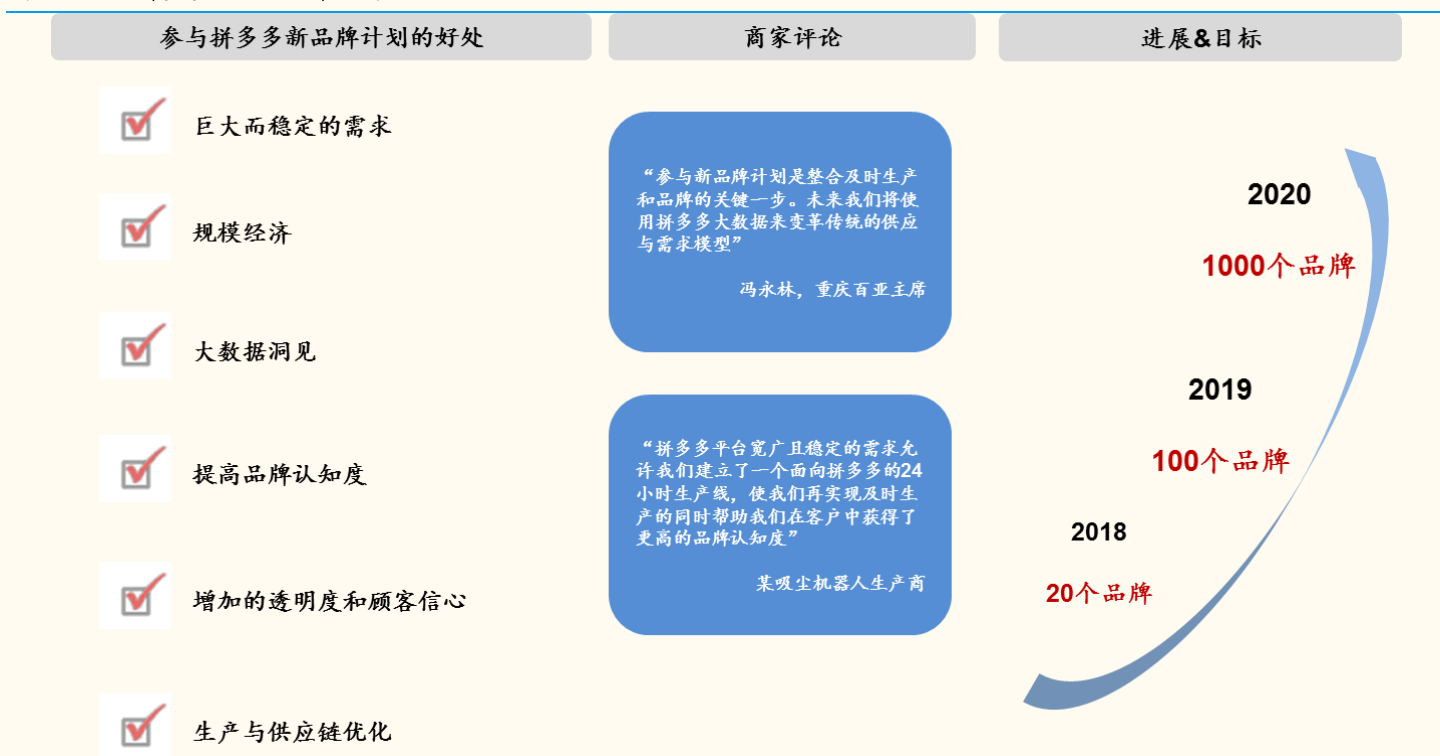 参与拼多多新品牌计划的好处
商家评论
进展&目标
巨大而稳定的需求
规模经济
大数据洞见
提高品牌认知度
增加的透明度和顾客信心
生产与供应链优化
“参与新品牌计划是整合及时生产
和品牌的关键一步。未来我们将使
用拼多多大数据来变革传统的供应
与需求模型”
冯永林，重庆百亚主席
“拼多多平台宽广且稳定的需求允
许我们建立了一个面向拼多多的24
小时生产线，使我们再实现及时生
产的同时帮助我们在客户中获得了
更高的品牌认知度”
某吸尘机器人生产商
2020
1000个品牌
2019
100个品牌
2018
20个品牌